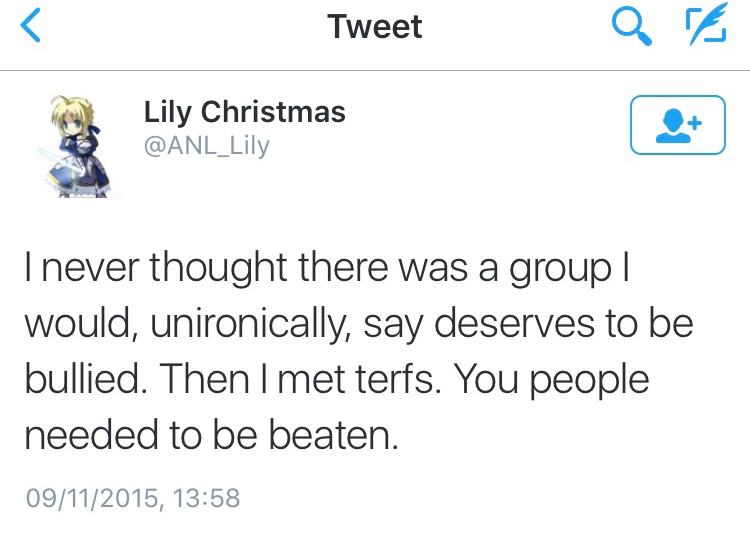 Tweet
Lily Christmas
@ANL_Lily
I never thought there was a group I
would, unironically, say deserves to be
bullied. Then I met terfs. You people
needed to be beaten.
09/11/2015, 13:58